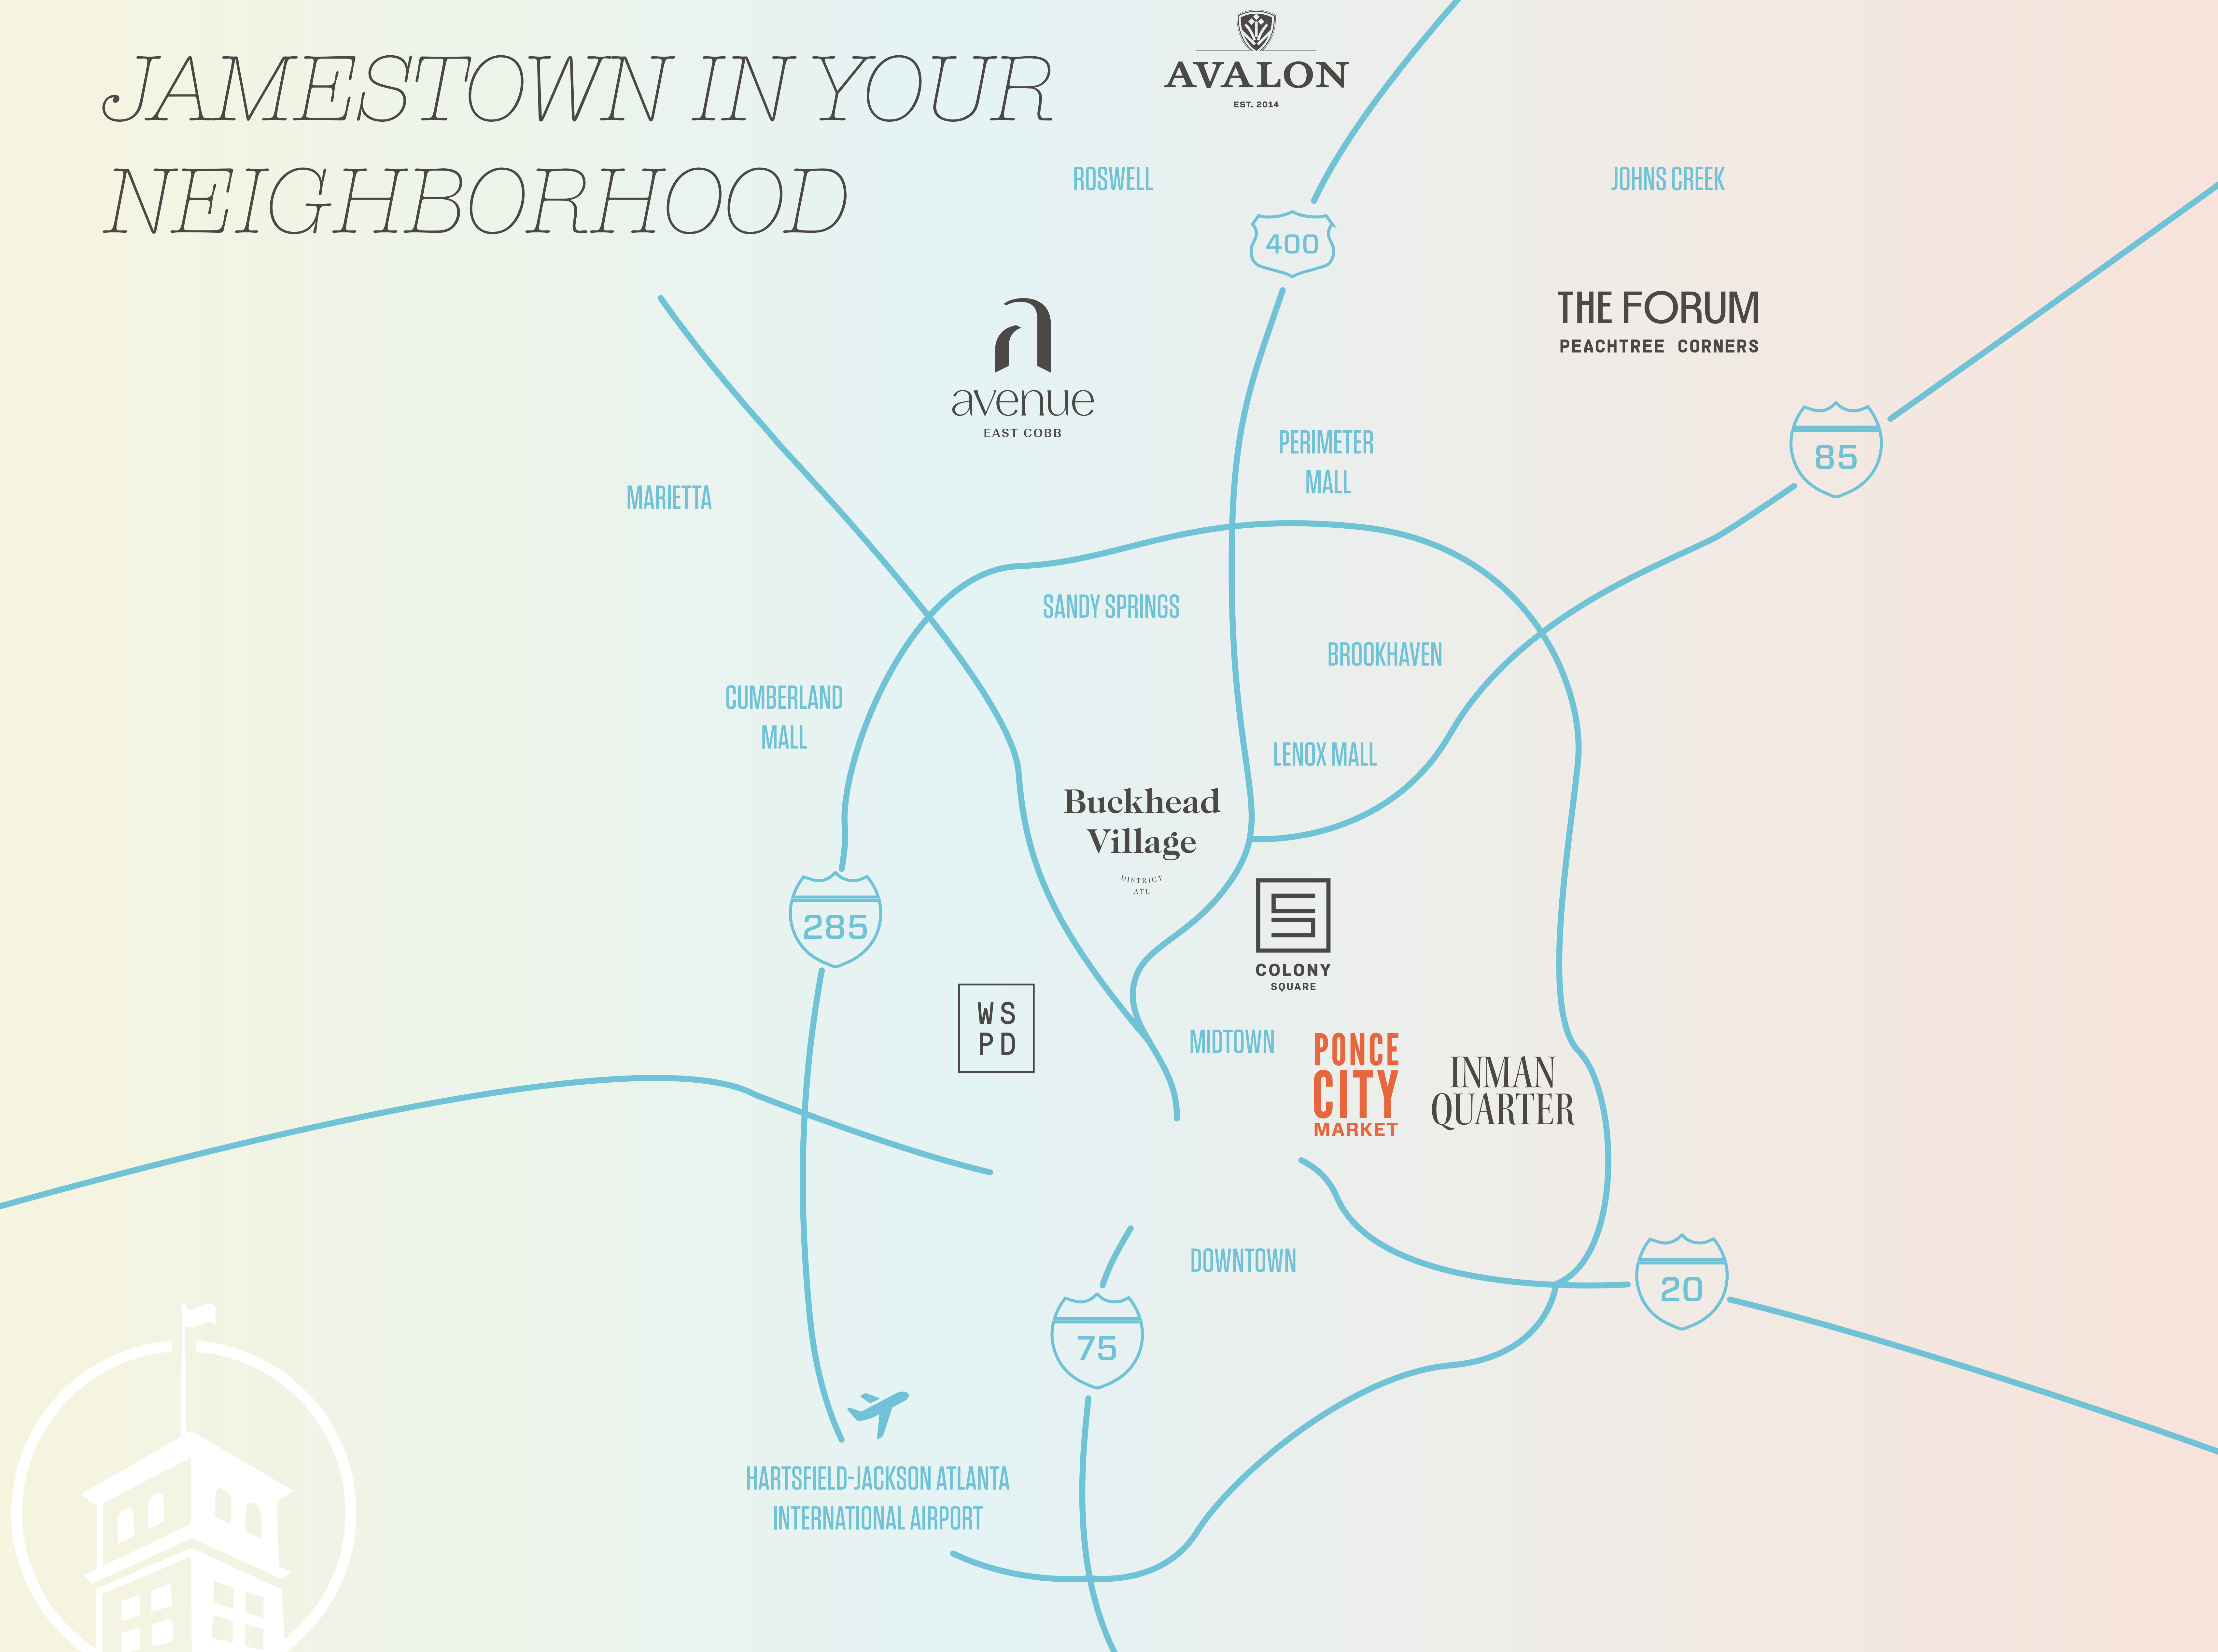 JAMESTOWN IN YOUR
NEIGHBORHOOD
AVALON
EST. 2014
ROSWELL
JOHNS CREEK
400
THE FORUM
PEACHTREE CORNERS
avenue
EAST COBB
85
PERIMETER
MALL
MARIETTA
SANDY SPRINGS
BROOKHAVEN
CUMBERLAND
MALL
LENOX MALL
Buckhead
Village
DISTRICT
ATL
285
COLONY
SQUARE
WS
PD
MIDTOWN
PONCE
CITY
MARKET
INMAN
QUARTER
DOWNTOWN
20
75
HARTSFIELD-JACKSON ATLANTA
INTERNATIONAL AIRPORT